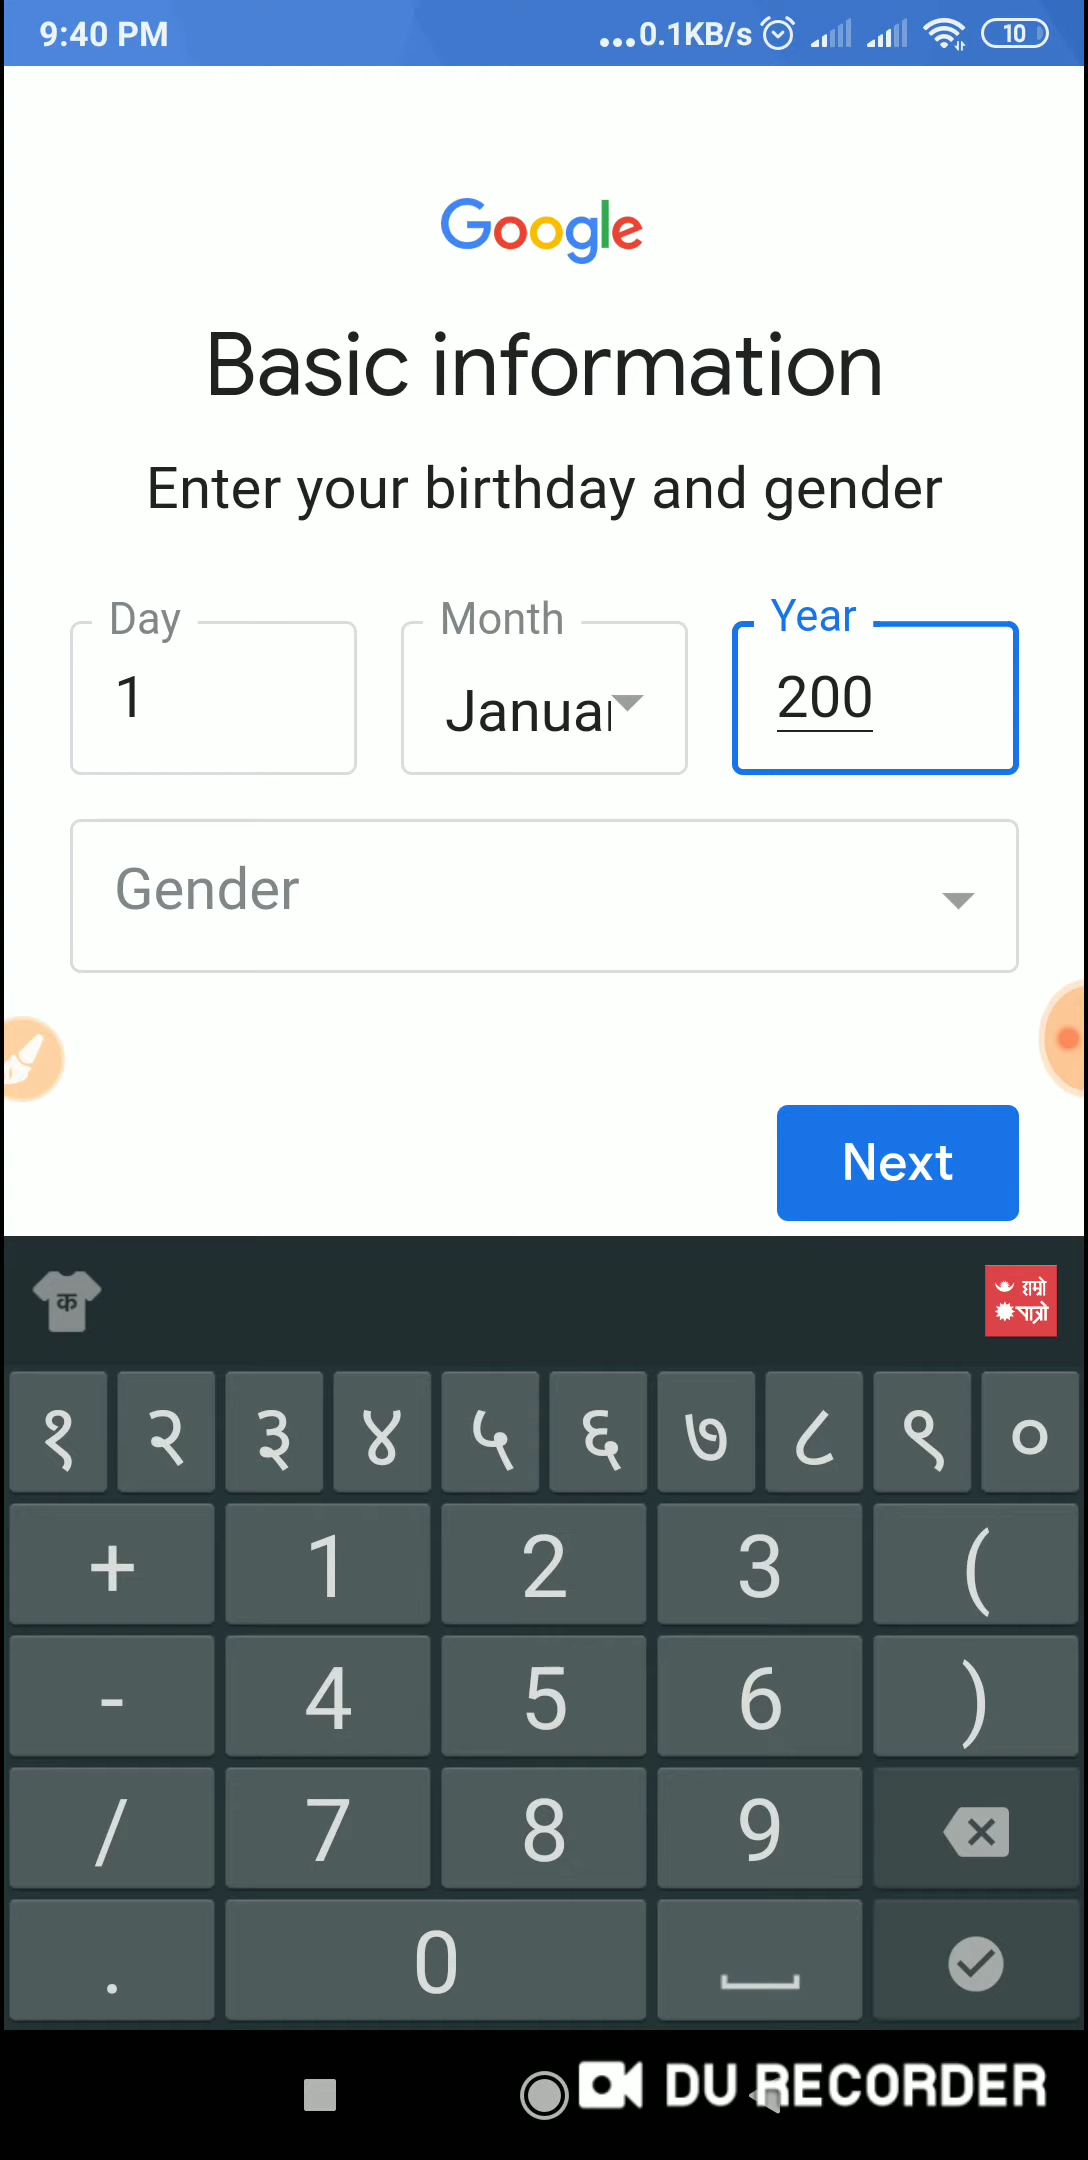 9:40 PM ...0.1KB/s 10
Google
Basic information
Enter your birthday and gender
Day Month Year
1 Januar 200
Gender
Next
क हाम्रो
पात्रो
१ २ ३ ४ ५ ६ ७ ८ ९ ०
+ 1 2 3 (
- 4 5 6 )
/ 7 8 9
. 0
DU RECORDER